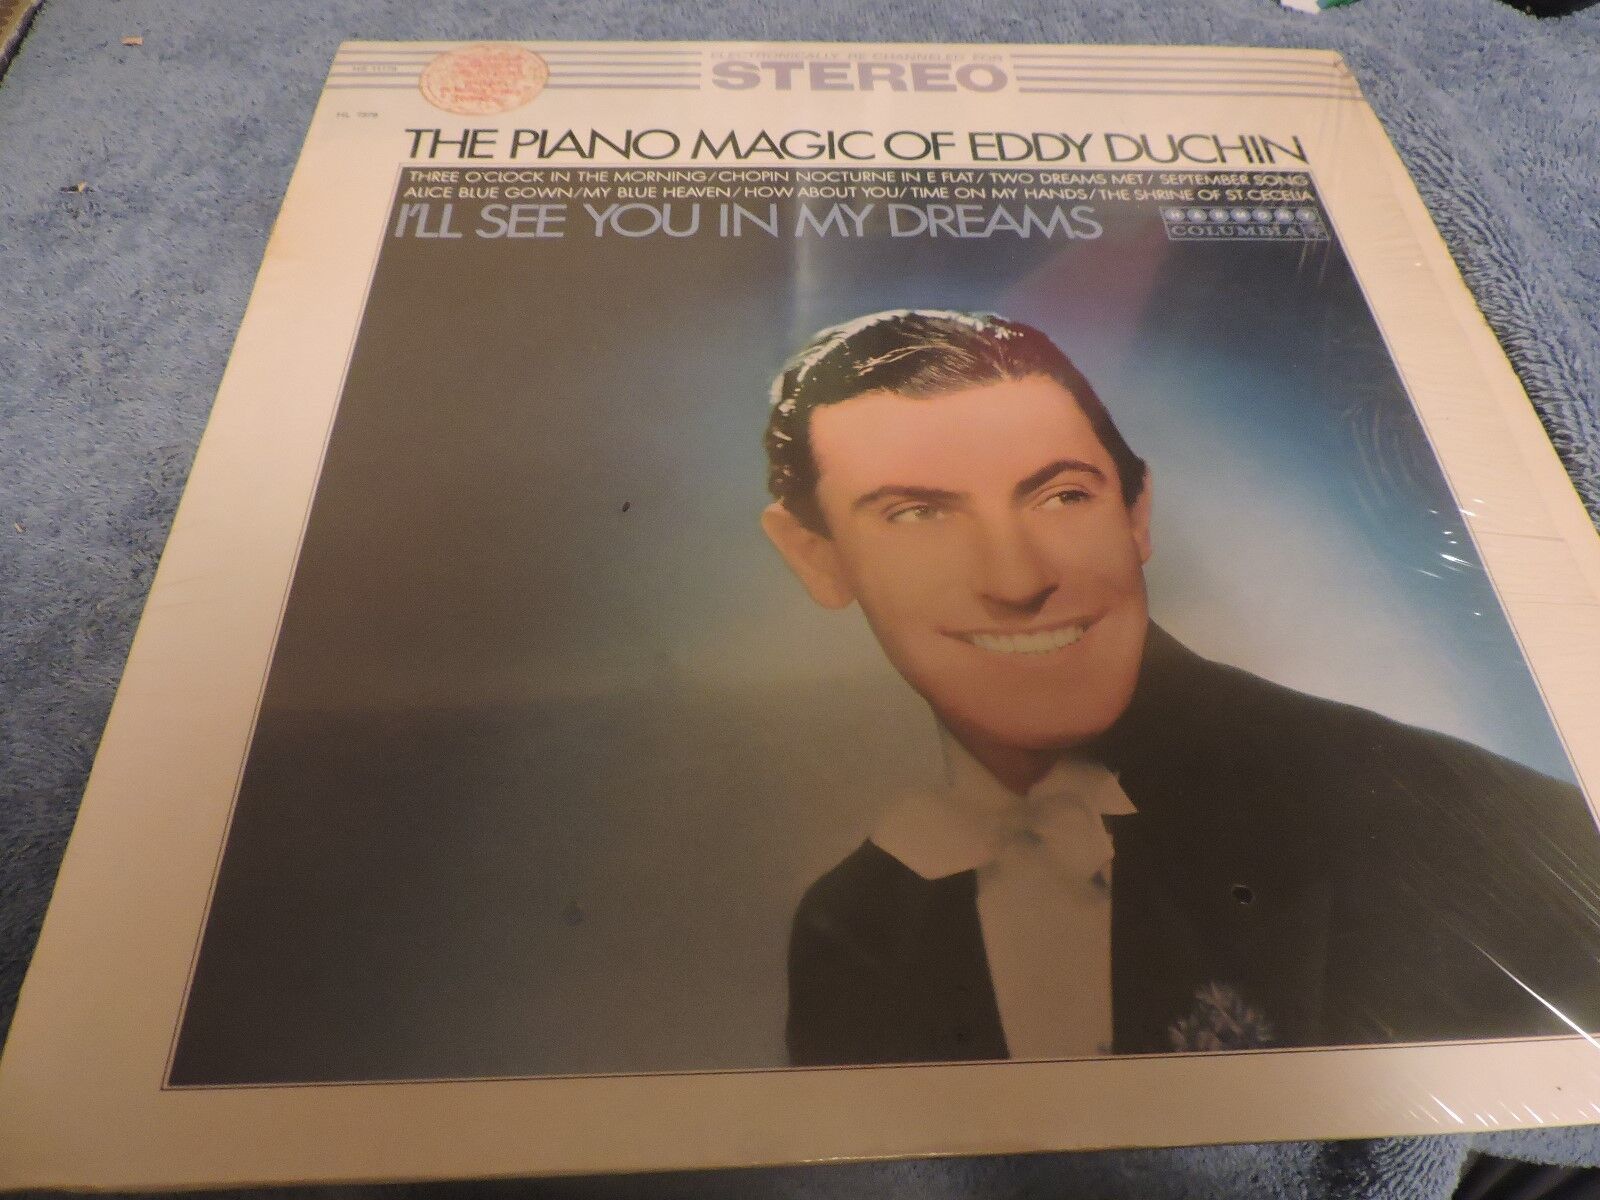 ELECTRONICALLY RE-CHANNELED FOR
STEREO
THE PIANO MAGIC OF EDDY DUCHIN
THREE O'CLOCK IN THE MORNING/CHOPIN NOCTURNE IN E FLAT/TWO DREAMS MET/SEPTEMBER SONG
ALICE BLUE GOWN/MY BLUE HEAVEN/HOW ABOUT YOU/TIME ON MY HANDS/THE SHRINE OF ST. CECELIA
I'LL SEE YOU IN MY DREAMS
HARMONY
COLUMBIA